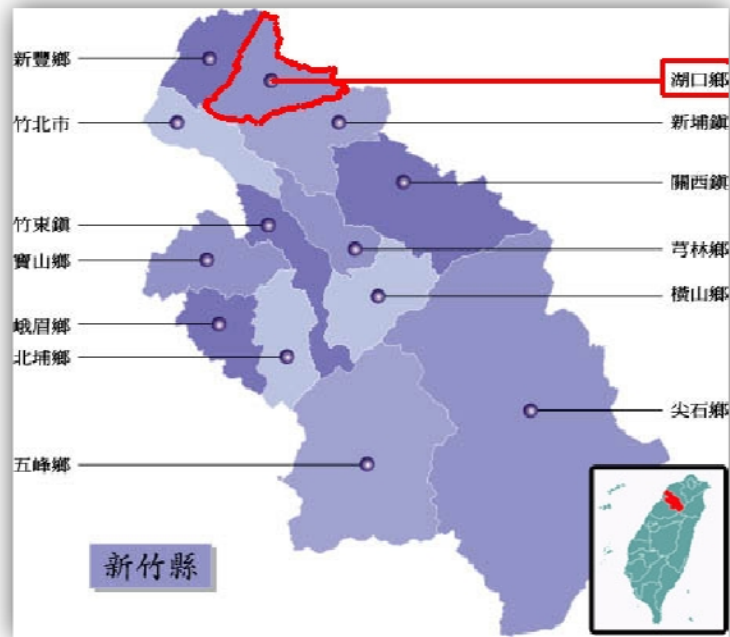 新豐鄉
湖口鄉
竹北市
新埔鎮
關西鎮
竹東鎮
寶山鄉
芎林鄉
橫山鄉
峨眉鄉
北埔鄉
尖石鄉
五峰鄉
新竹縣